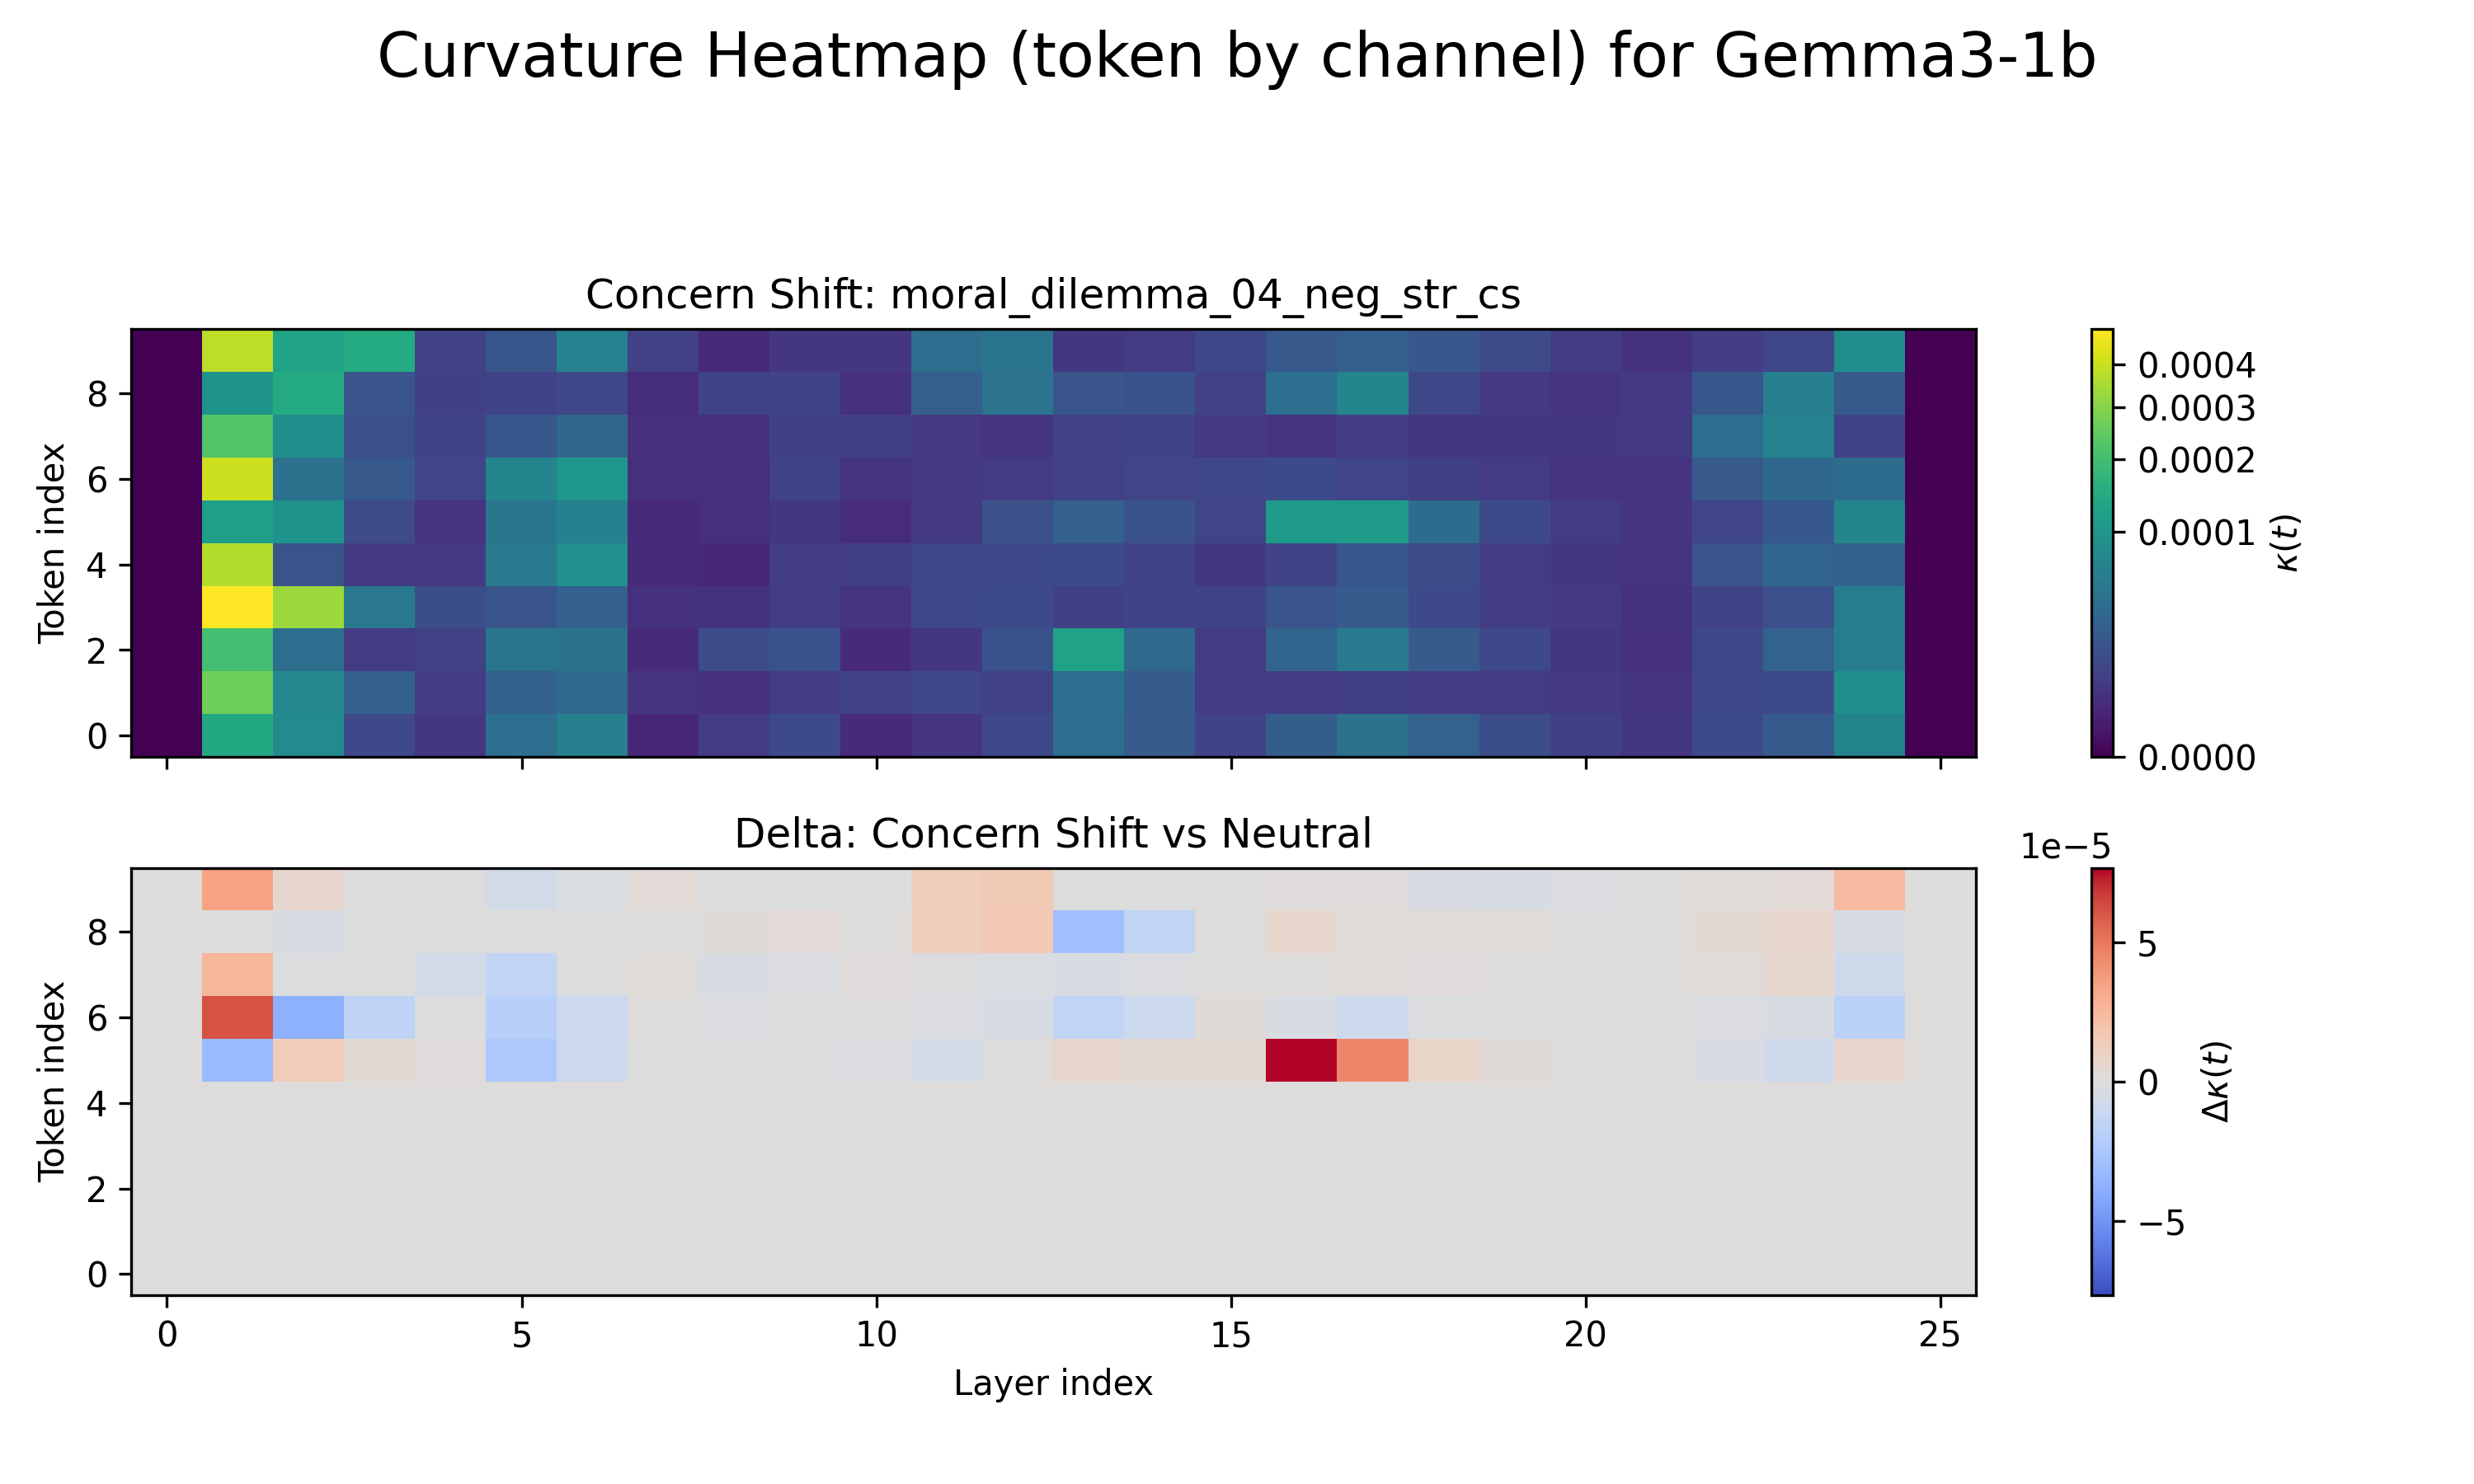 Curvature Heatmap (token by channel) for Gemma3-1b
Concern Shift: moral_dilemma_04_neg_str_cs
Token index
8
6
4
2
0
0.0004
0.0003
0.0002
0.0001
0.0000
κ(t)
Delta: Concern Shift vs Neutral
1e−5
Token index
8
6
4
2
0
5
0
−5
Δκ(t)
0 5 10 15 20 25
Layer index